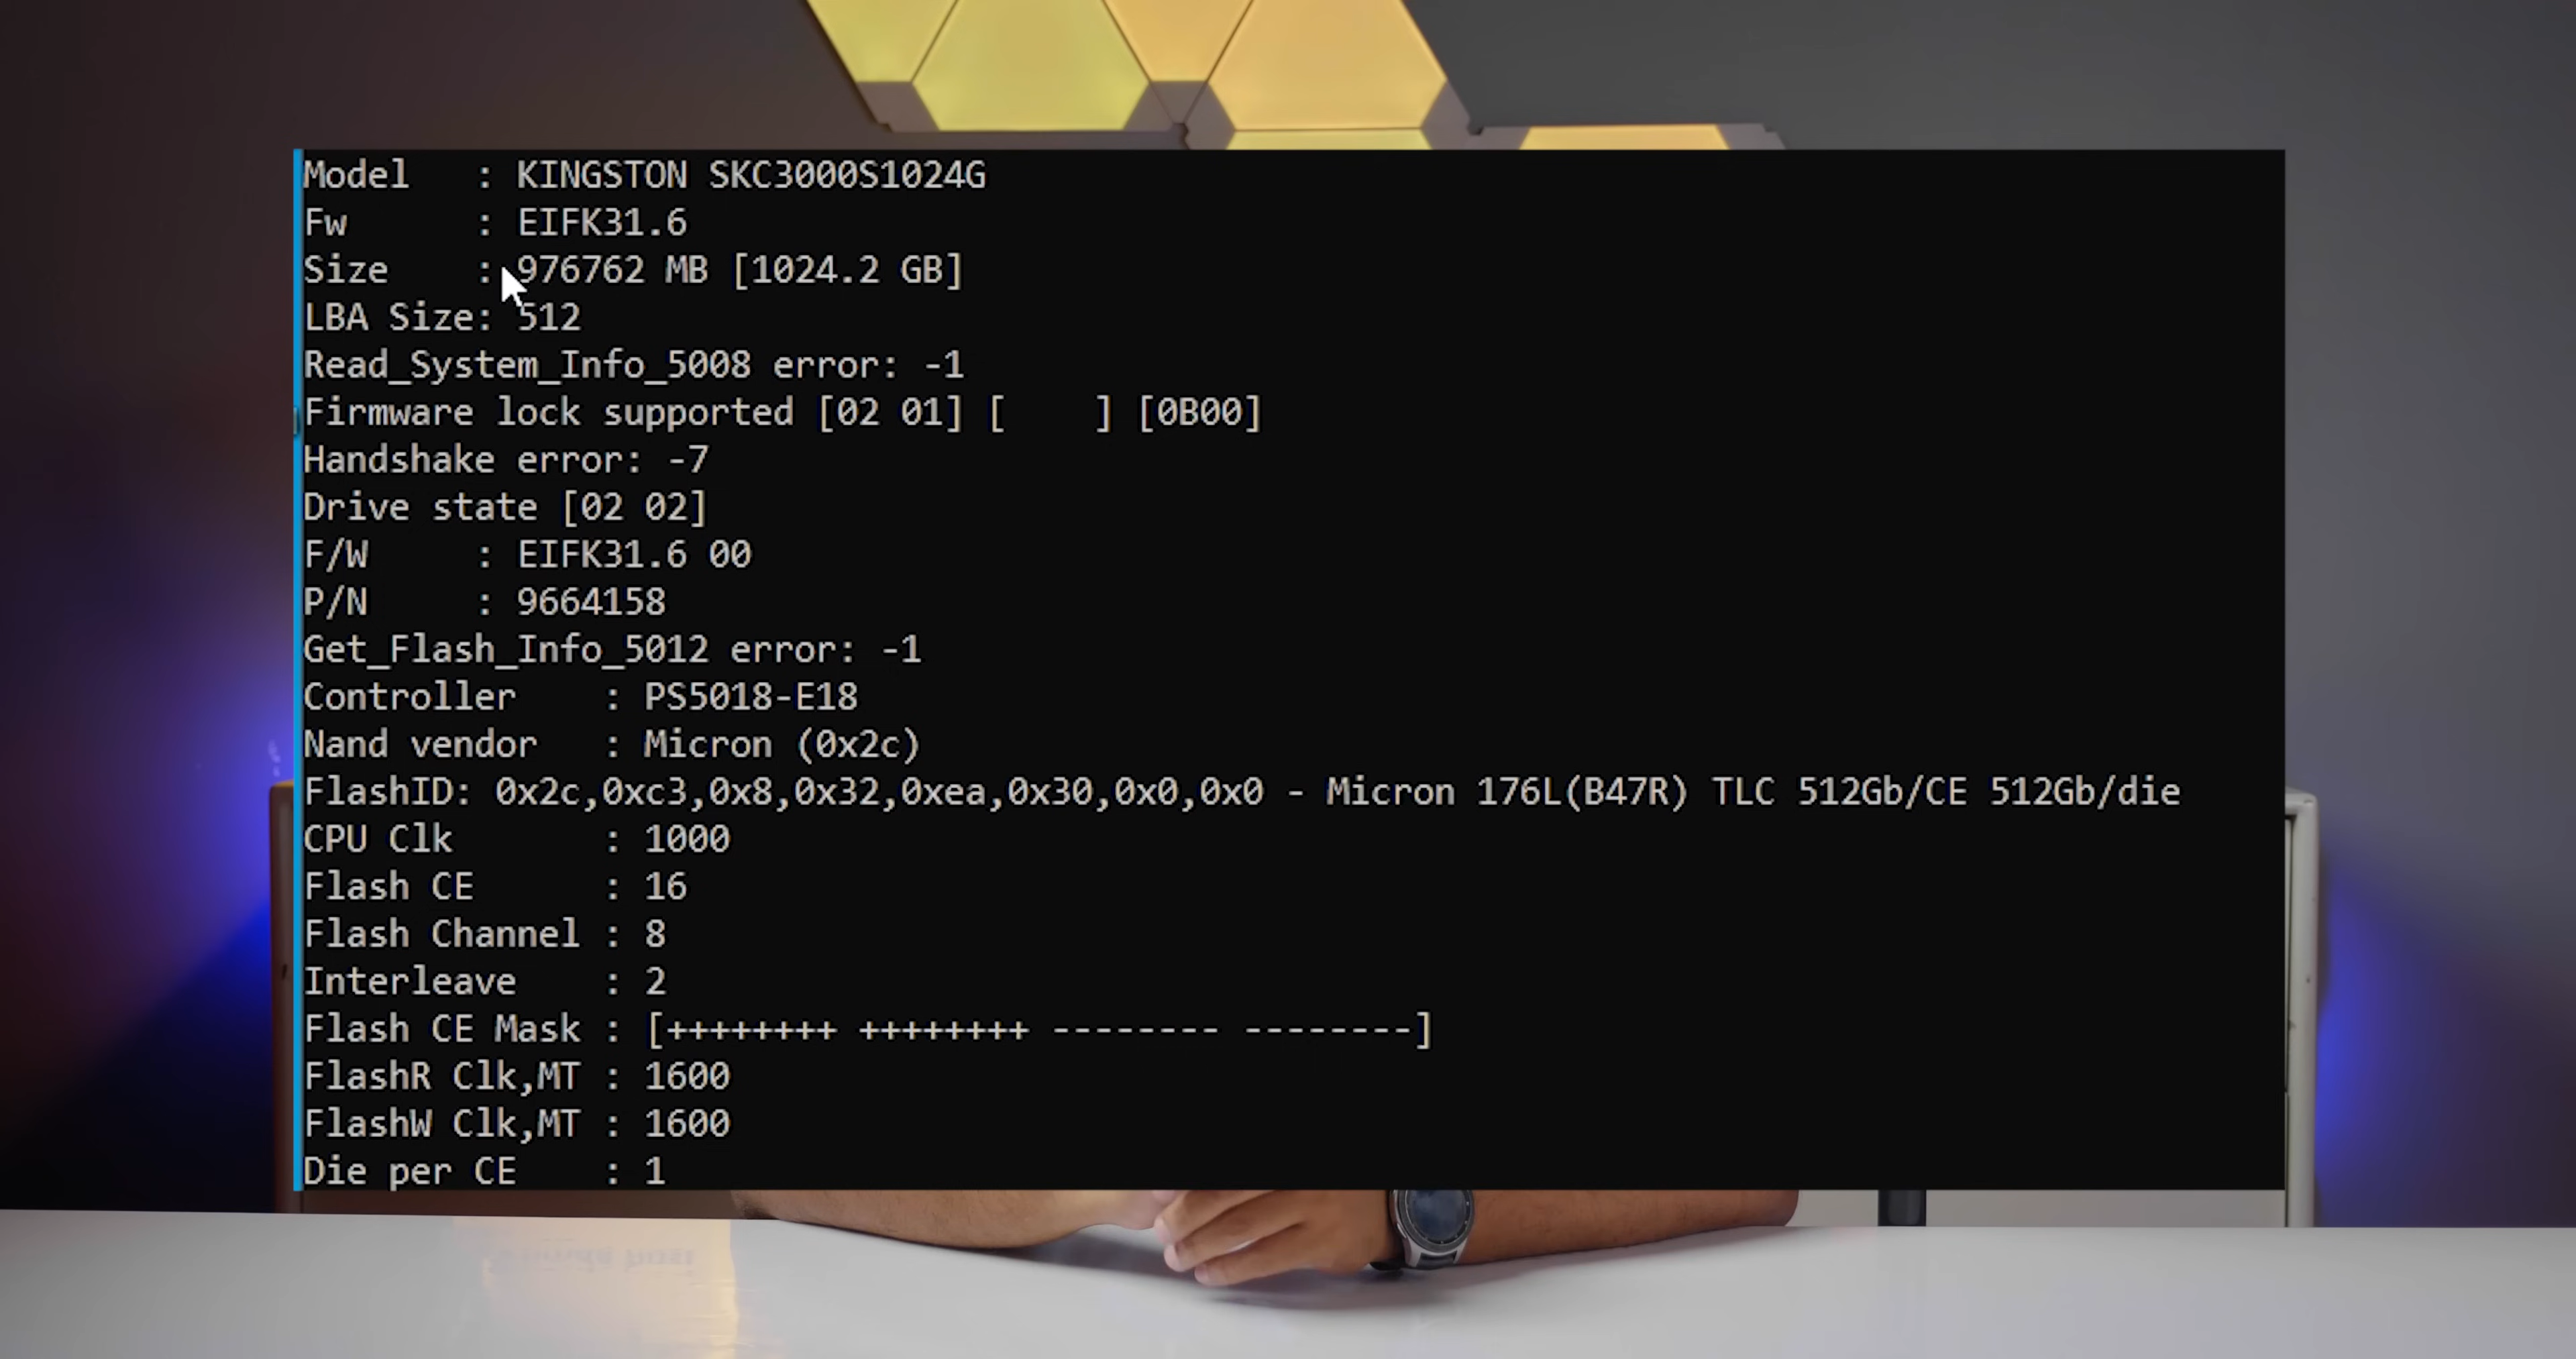 Model   : KINGSTON SKC3000S1024G
Fw      : EIFK31.6
Size    : 976762 MB [1024.2 GB]
LBA Size: 512
Read_System_Info_5008 error: -1
Firmware lock supported [02 01] [    ] [0B00]
Handshake error: -7
Drive state [02 02]
F/W     : EIFK31.6 00
P/N     : 9664158
Get_Flash_Info_5012 error: -1
Controller    : PS5018-E18
Nand vendor   : Micron (0x2c)
FlashID: 0x2c,0xc3,0x8,0x32,0xea,0x30,0x0,0x0 - Micron 176L(B47R) TLC 512Gb/CE 512Gb/die
CPU Clk       : 1000
Flash CE      : 16
Flash Channel : 8
Interleave    : 2
Flash CE Mask : [++++++++ ++++++++ -------- --------]
FlashR Clk,MT : 1600
FlashW Clk,MT : 1600
Die per CE    : 1